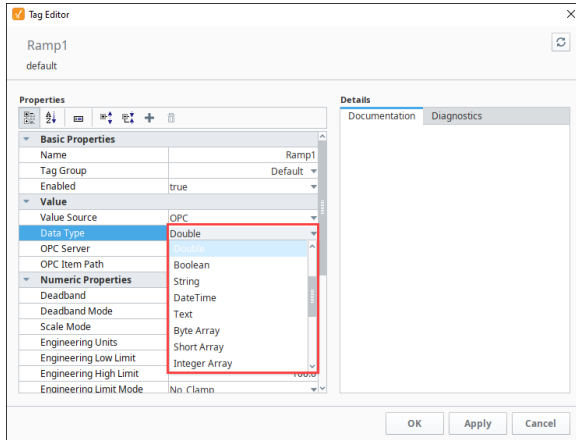 Tag Editor
Ramp1
default
Properties
Details
Documentation Diagnostics
Basic Properties
Name Ramp1
Tag Group Default
Enabled true
Value
Value Source OPC
Data Type Double
OPC Server Double
OPC Item Path Boolean
Numeric Properties String
Deadband DateTime
Deadband Mode Text
Scale Mode Byte Array
Engineering Units Short Array
Engineering Low Limit Integer Array
Engineering High Limit 100.0
Engineering Limit Mode No_Clamp
OK Apply Cancel